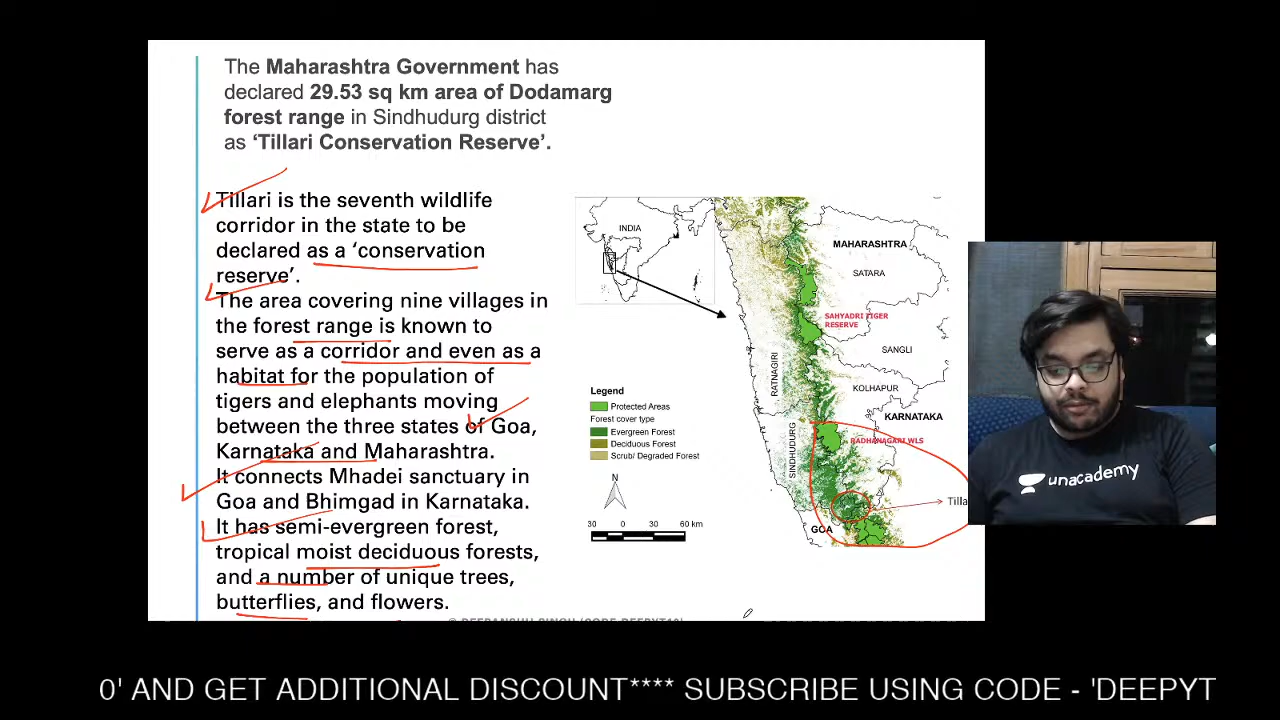 The Maharashtra Government has
declared 29.53 sq km area of Dodamarg
forest range in Sindhudurg district
as ‘Tillari Conservation Reserve’.
Tillari is the seventh wildlife
corridor in the state to be
declared as a ‘conservation
reserve’.
The area covering nine villages in
the forest range is known to
serve as a corridor and even as a
habitat for the population of
tigers and elephants moving
between the three states of Goa,
Karnataka and Maharashtra.
It connects Mhadei sanctuary in
Goa and Bhimgad in Karnataka.
It has semi-evergreen forest,
tropical moist deciduous forests,
and a number of unique trees,
butterflies, and flowers.
INDIA
MAHARASHTRA
SATARA
SAHYADRI TIGER
RESERVE
SANGLI
RATNAGIRI
KOLHAPUR
KARNATAKA
RADHANAGARI WLS
SINDHUDURG
Tilla
GOA
Legend
Protected Areas
Forest cover type
Evergreen Forest
Deciduous Forest
Scrub/ Degraded Forest
N
30 0 30 60 km
unacademy
0' AND GET ADDITIONAL DISCOUNT**** SUBSCRIBE USING CODE - 'DEEPYT